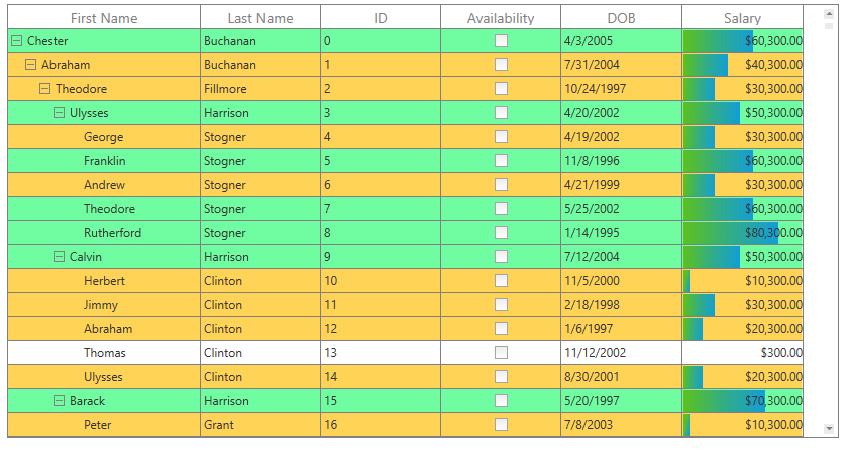 First Name Last Name ID Availability DOB Salary
Chester Buchanan 0 4/3/2005 $60,300.00
Abraham Buchanan 1 7/31/2004 $40,300.00
Theodore Fillmore 2 10/24/1997 $30,300.00
Ulysses Harrison 3 4/20/2002 $50,300.00
George Stogner 4 4/19/2002 $30,300.00
Franklin Stogner 5 11/8/1996 $60,300.00
Andrew Stogner 6 4/21/1999 $30,300.00
Theodore Stogner 7 5/25/2002 $60,300.00
Rutherford Stogner 8 1/14/1995 $80,300.00
Calvin Harrison 9 7/12/2004 $50,300.00
Herbert Clinton 10 11/5/2000 $10,300.00
Jimmy Clinton 11 2/18/1998 $30,300.00
Abraham Clinton 12 1/6/1997 $20,300.00
Thomas Clinton 13 11/12/2002 $300.00
Ulysses Clinton 14 8/30/2001 $20,300.00
Barack Harrison 15 5/20/1997 $70,300.00
Peter Grant 16 7/8/2003 $10,300.00